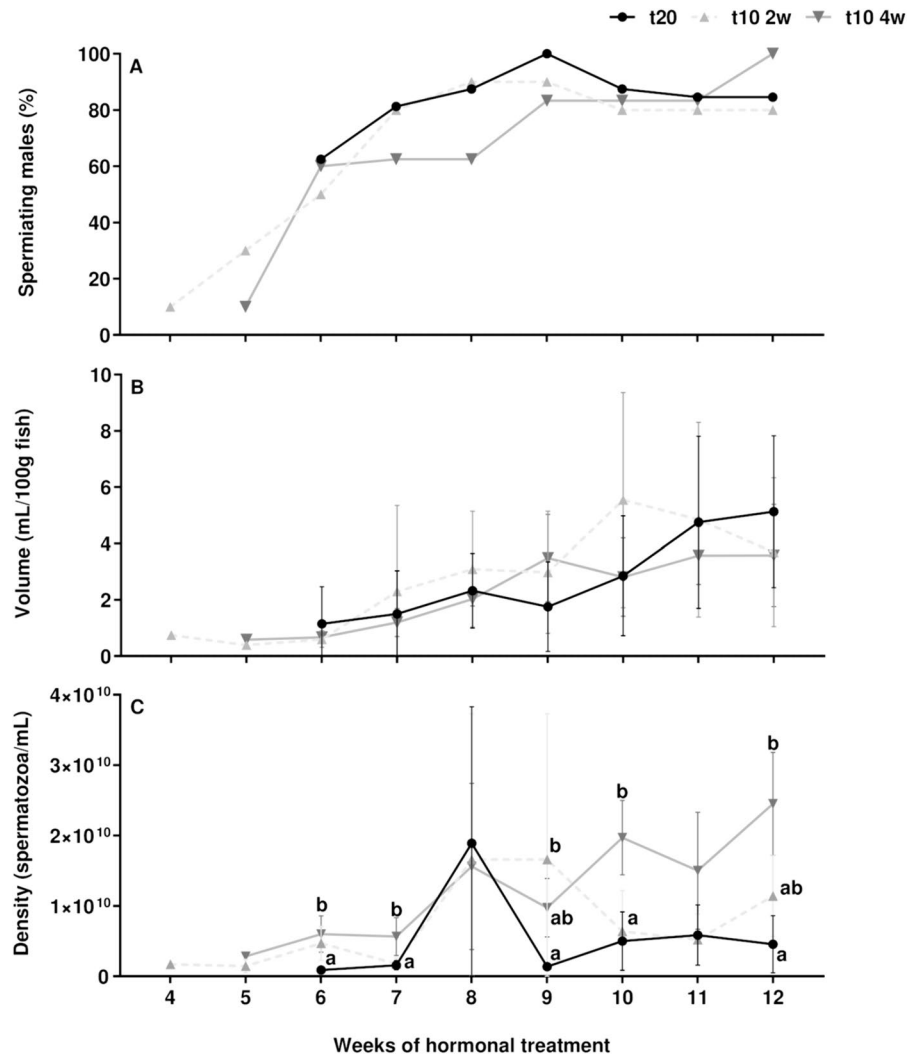 t20 t10 2w t10 4w
A
Spermiating males (%)
100
80
60
40
20
0
B
Volume (mL/100g fish)
10
8
6
4
2
0
C
Density (spermatozoa/mL)
4×10¹⁰
3×10¹⁰
2×10¹⁰
1×10¹⁰
0
b
a
b
a
b
ab
a
b
a
b
ab
a
4 5 6 7 8 9 10 11 12
Weeks of hormonal treatment